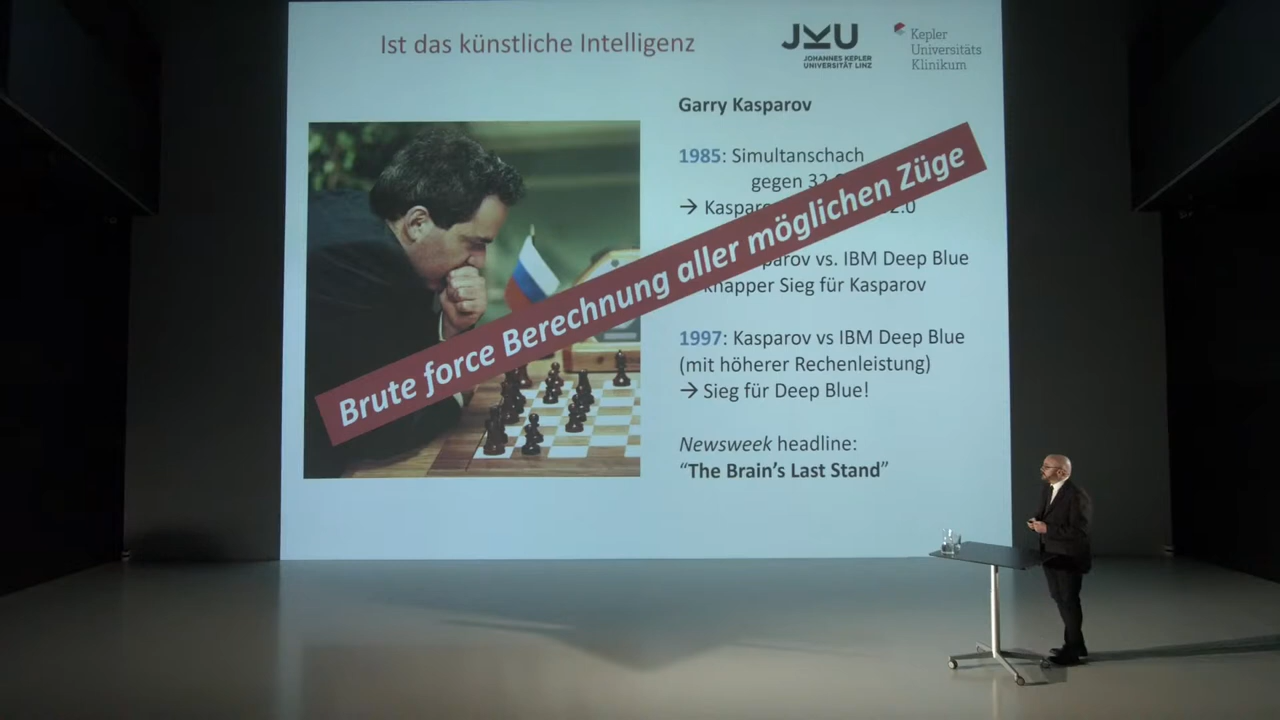 Ist das künstliche Intelligenz
JKU
JOHANNES KEPLER
UNIVERSITÄT LINZ
Kepler
Universitäts
Klinikum
Garry Kasparov
1985: Simultanschach
gegen 32
→
2.0
vs. IBM Deep Blue
knapper Sieg für Kasparov
1997: Kasparov vs IBM Deep Blue
(mit höherer Rechenleistung)
→ Sieg für Deep Blue!
Newsweek headline:
“The Brain’s Last Stand”
Brute force Berechnung aller möglichen Züge